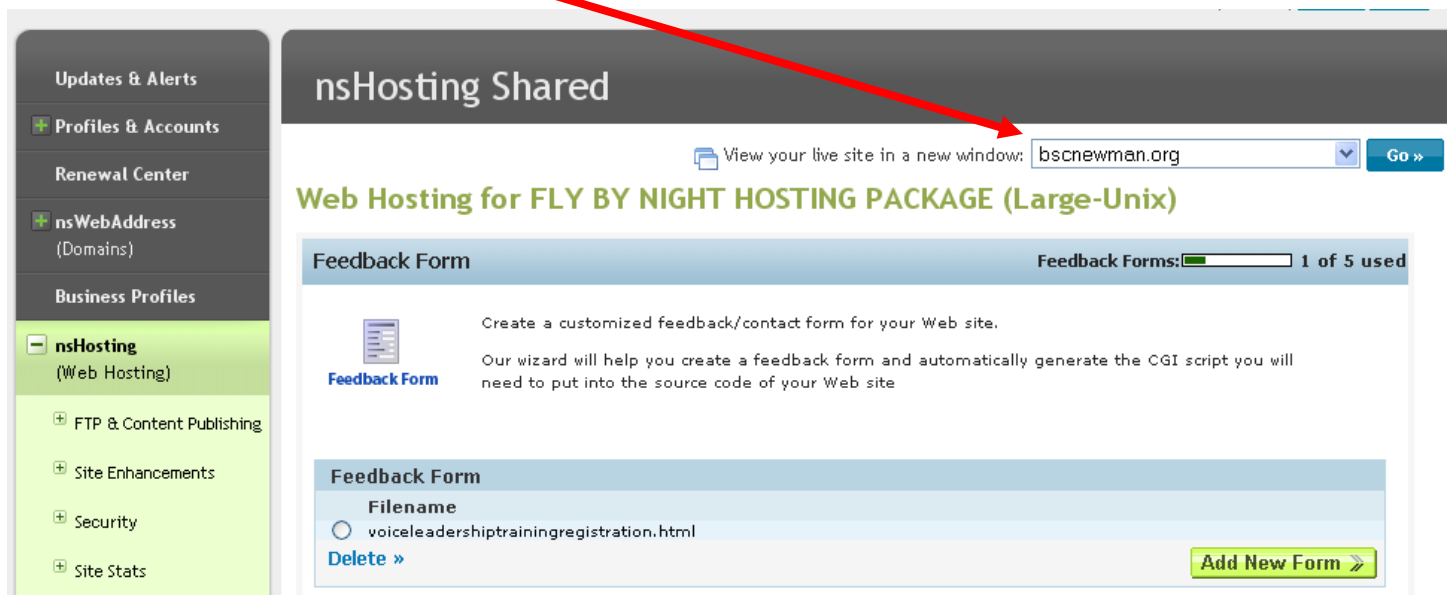 Updates & Alerts
Profiles & Accounts
Renewal Center
nsWebAddress
(Domains)
Business Profiles
nsHosting
(Web Hosting)
FTP & Content Publishing
Site Enhancements
Security
Site Stats
nsHosting Shared
View your live site in a new window: bscnewman.org Go »
Web Hosting for FLY BY NIGHT HOSTING PACKAGE (Large-Unix)
Feedback Form Feedback Forms: 1 of 5 used
Create a customized feedback/contact form for your Web site.
Our wizard will help you create a feedback form and automatically generate the CGI script you will
need to put into the source code of your Web site
Feedback Form
Feedback Form
Filename
voiceleadershiptrainingregistration.html
Delete » Add New Form »